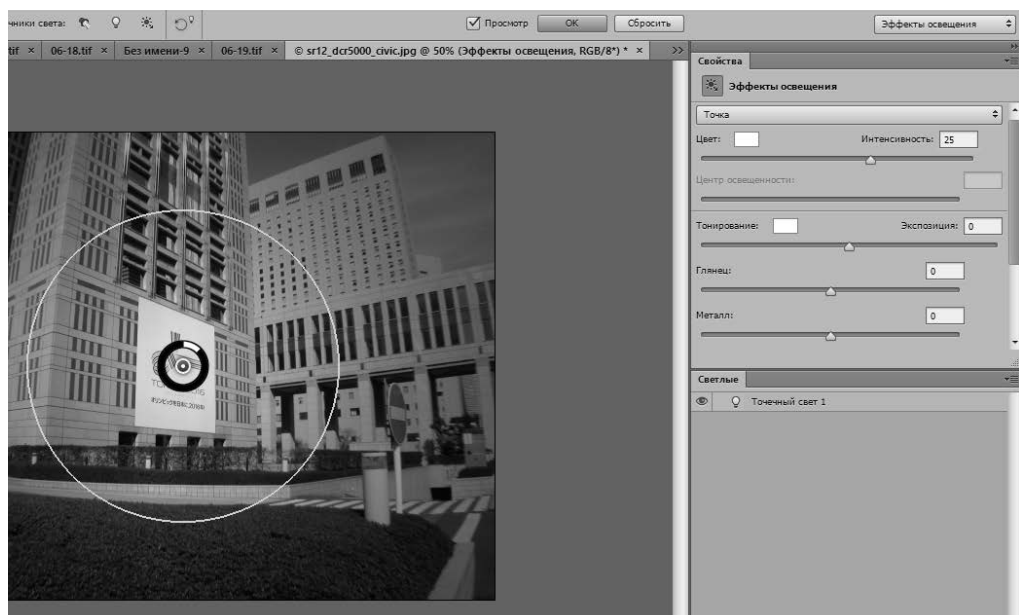 чники света:
Просмотр
ОК
Сбросить
Эффекты освещения
tif × 06-18.tif × Без имени-9 × 06-19.tif × © sr12_dcr5000_civic.jpg @ 50% (Эффекты освещения, RGB/8*) * × >>
Свойства
Эффекты освещения
Точка
Цвет: Интенсивность: 25
Центр освещенности:
Тонирование: Экспозиция: 0
Глянец: 0
Металл: 0
Светлые
Точечный свет 1